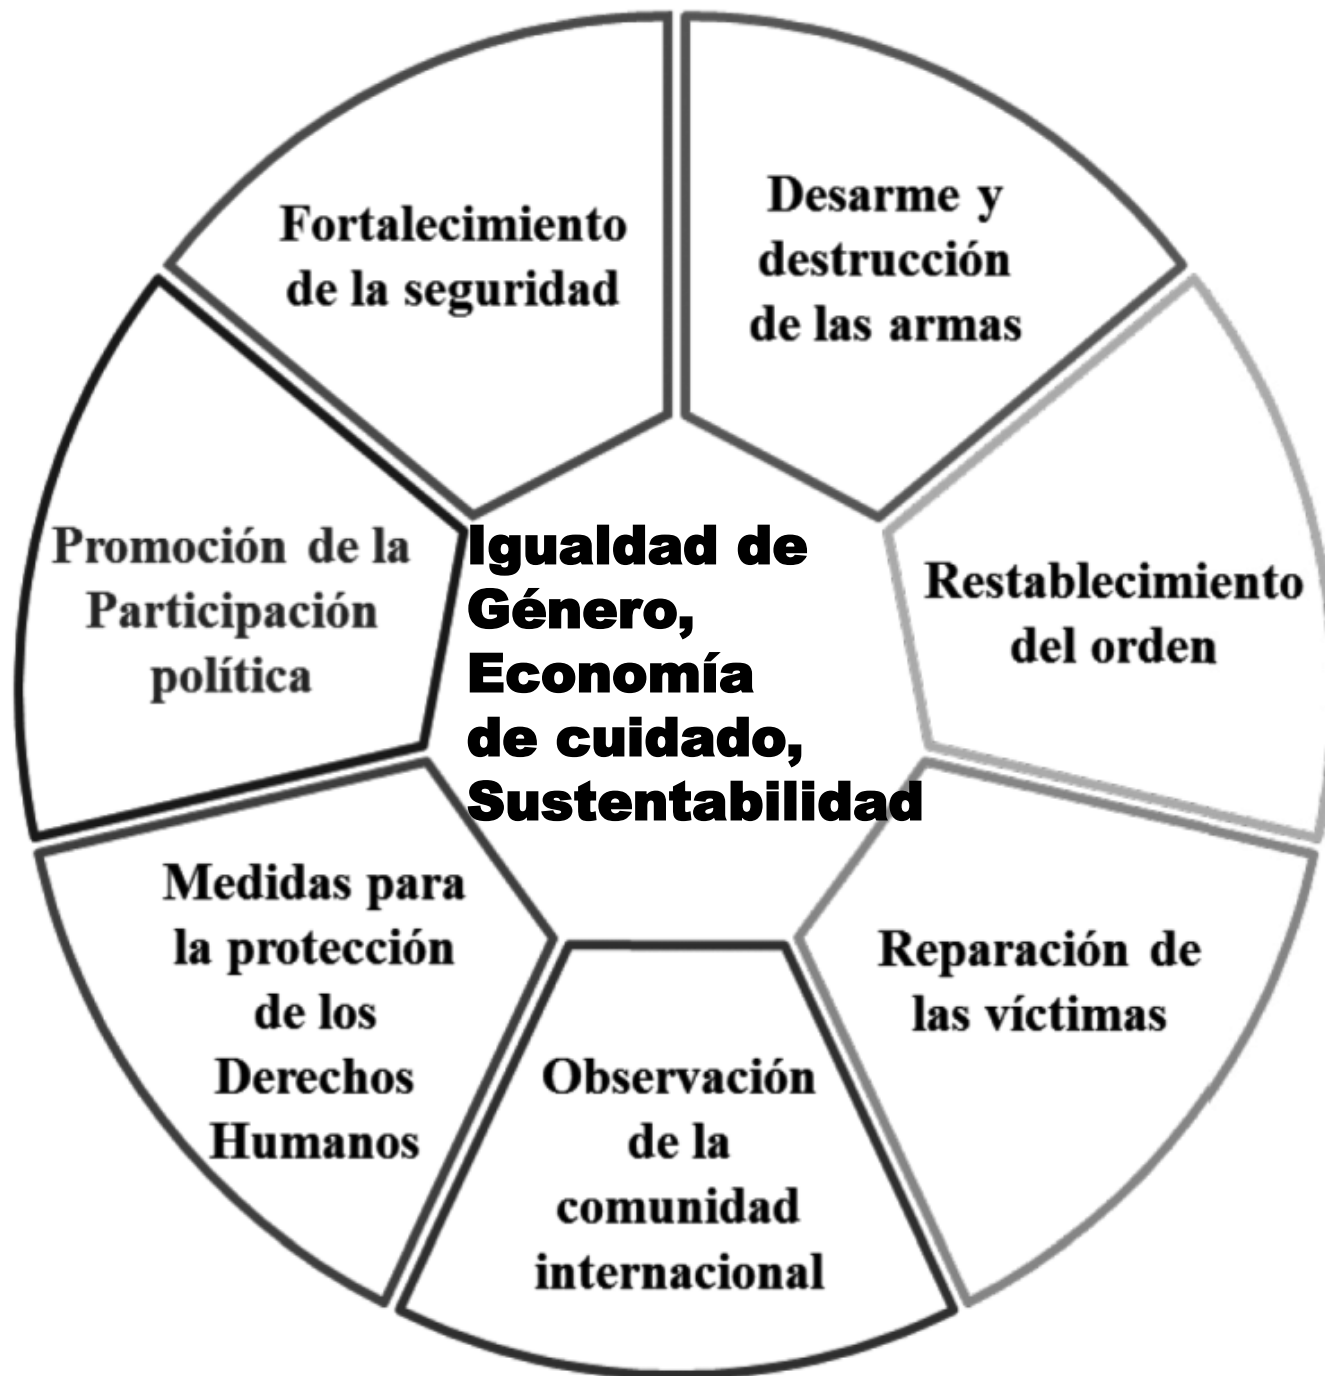 Fortalecimiento
de la seguridad
Desarme y
destrucción
de las armas
Restablecimiento
del orden
Reparación de
las víctimas
Observación
de la
comunidad
internacional
Medidas para
la protección
de los
Derechos
Humanos
Promoción de la
Participación
política
Igualdad de
Género,
Economía
de cuidado,
Sustentabilidad